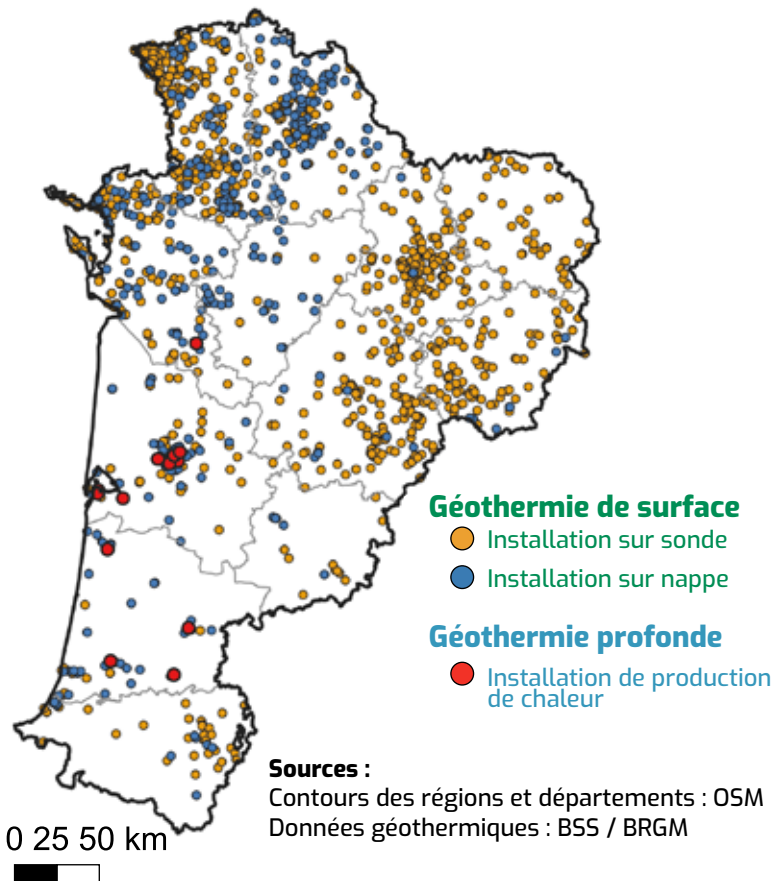 Géothermie de surface
Installation sur sonde
Installation sur nappe
Géothermie profonde
Installation de production
de chaleur
Sources :
Contours des régions et départements : OSM
Données géothermiques : BSS / BRGM
0 25 50 km